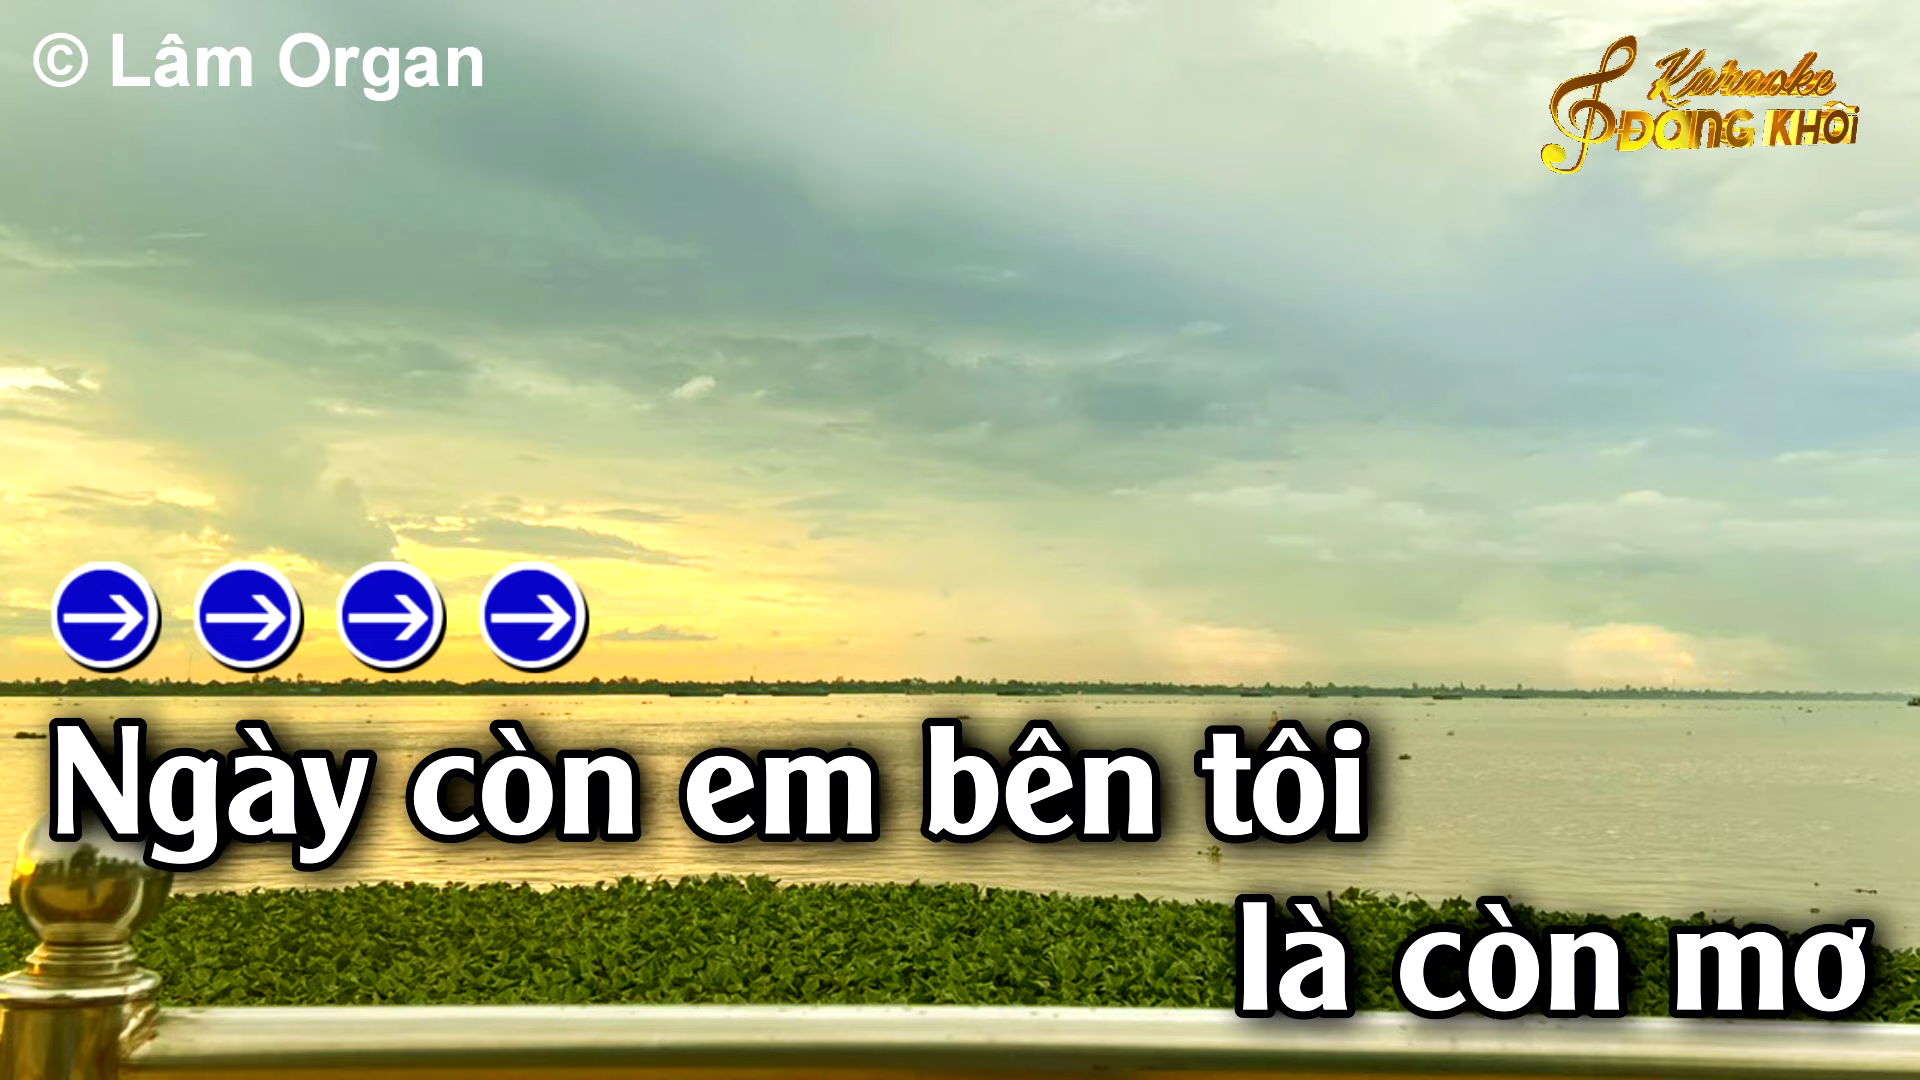 © Lâm Organ
Karaoke
ĐĂNG KHÔI
Ngày còn em bên tôi
là còn mơ